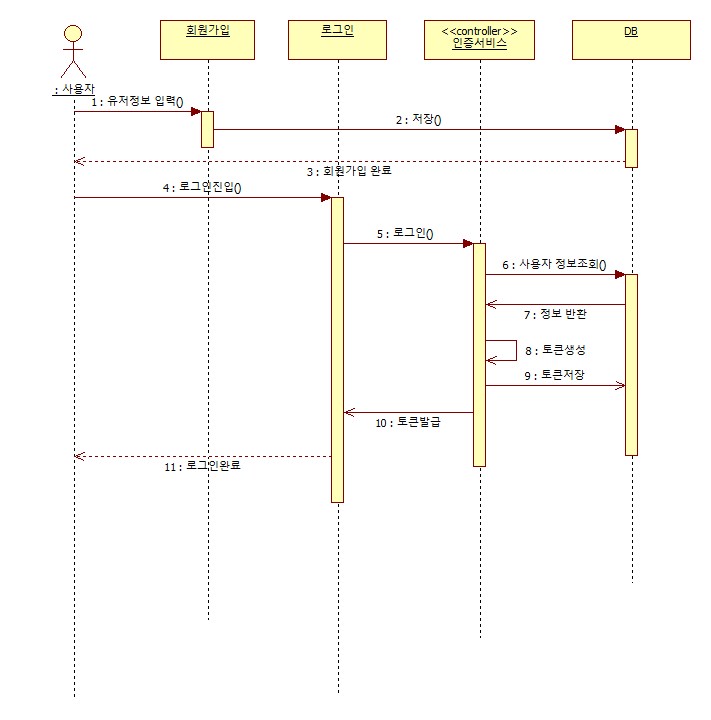 회원가입
로그인
<<controller>>
인증서비스
DB
: 사용자
1 : 유저정보 입력()
2 : 저장()
3 : 회원가입 완료
4 : 로그인진입()
5 : 로그인()
6 : 사용자 정보조회()
7 : 정보 반환
8 : 토큰생성
9 : 토큰저장
10 : 토큰발급
11 : 로그인완료